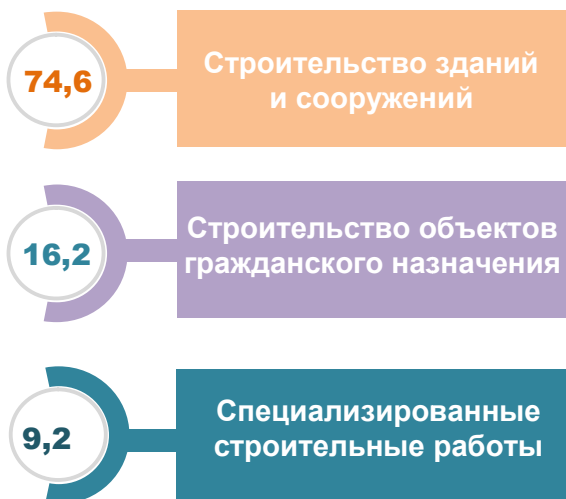 74,6
Строительство зданий
и сооружений
16,2
Строительство объектов
гражданского назначения
9,2
Специализированные
строительные работы